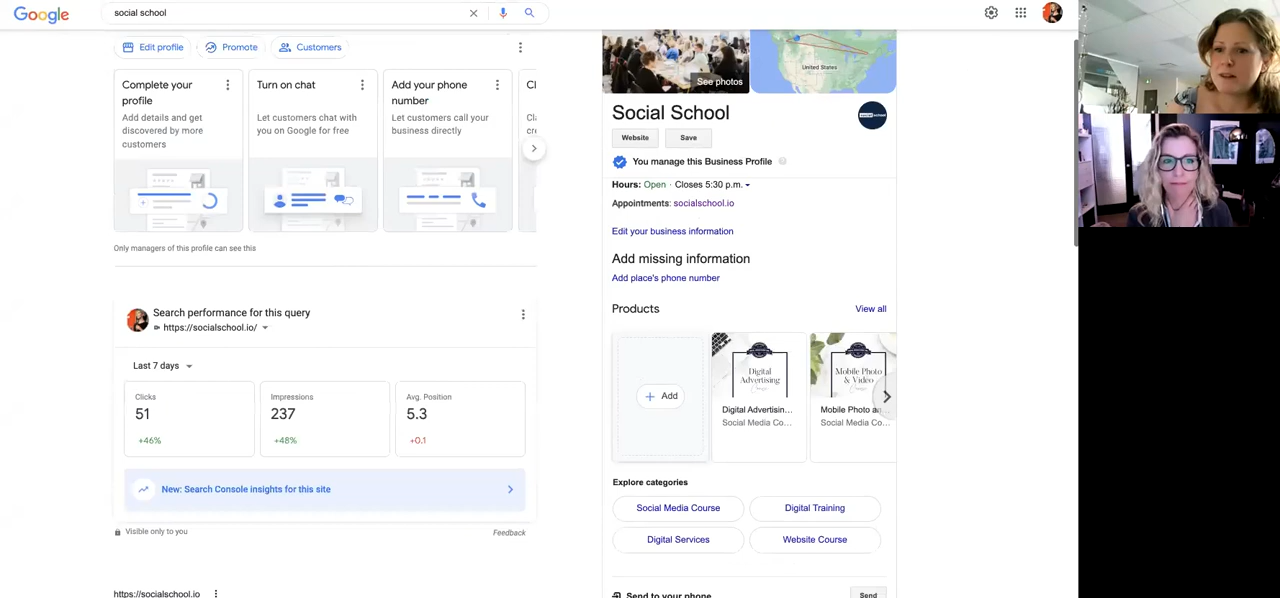 Google
social school
Edit profile
Promote
Customers
Complete your
profile
Add details and get
discovered by more
customers
Turn on chat
Let customers chat with
you on Google for free
Add your phone
number
Let customers call your
business directly
Only managers of this profile can see this
Search performance for this query
https://socialschool.io/
Last 7 days
Clicks
51
+46%
Impressions
237
+48%
Avg. Position
5.3
+0.1
New: Search Console insights for this site
Visible only to you
Feedback
https://socialschool.io
See photos
United States
Social School
Website
Save
You manage this Business Profile
Hours: Open · Closes 5:30 p.m.
Appointments: socialschool.io
Edit your business information
Add missing information
Add place's phone number
Products
View all
+ Add
Digital
Advertising
Digital Advertisin...
Social Media Co...
Mobile Photo
& Video
Mobile Photo an...
Social Media Co...
Explore categories
Social Media Course
Digital Training
Digital Services
Website Course
Send to your phone
Send